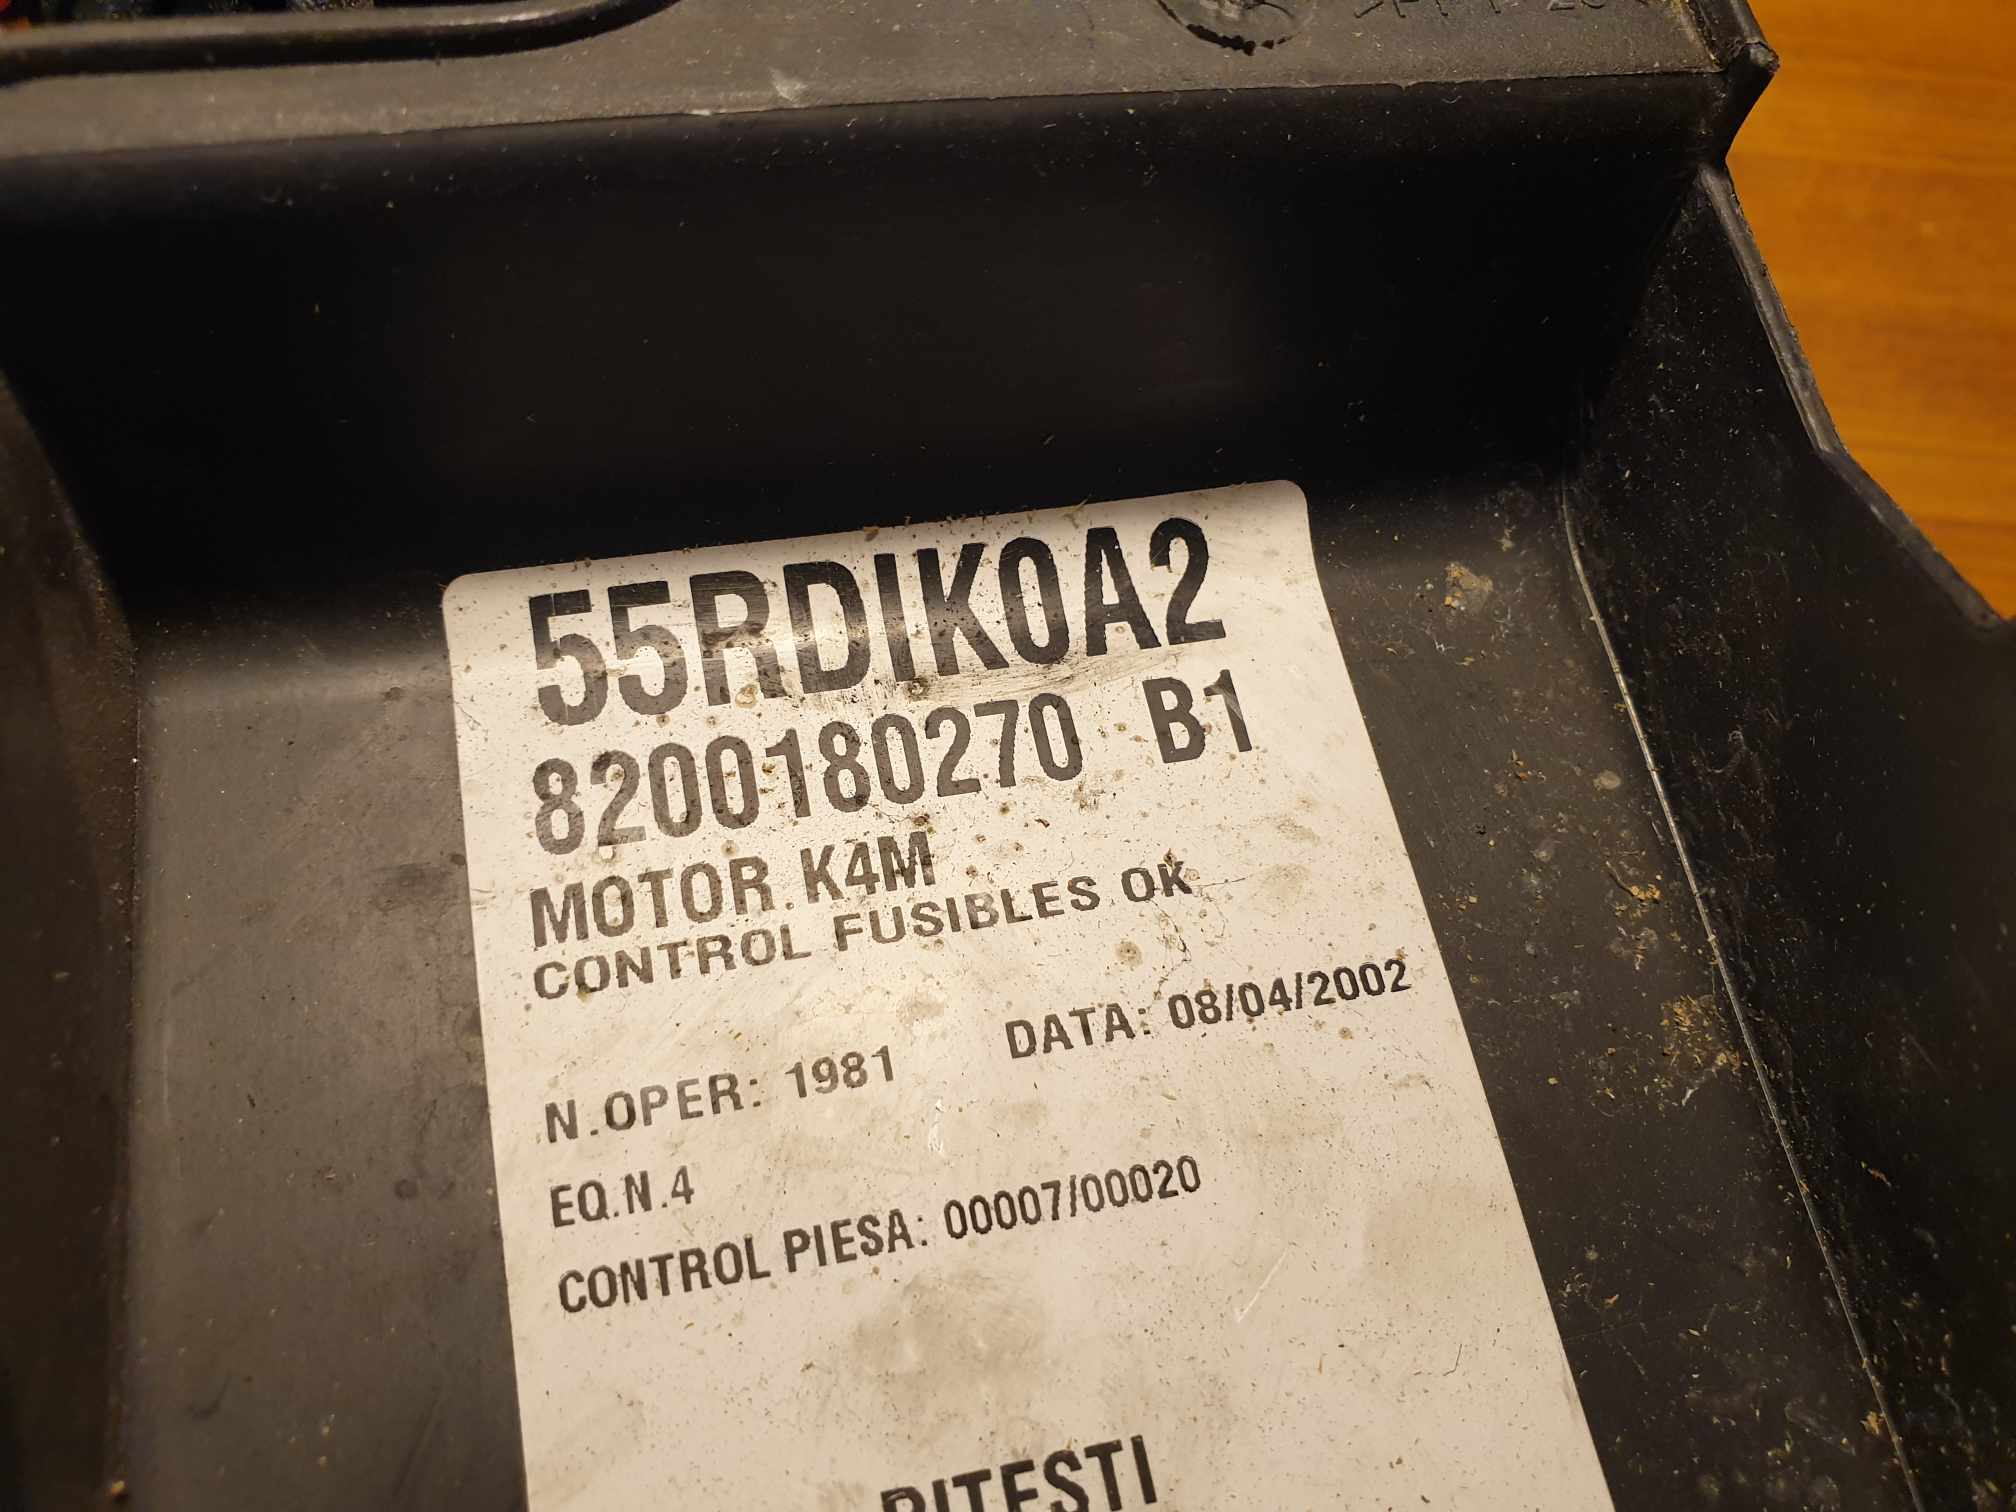 55RDIK0A2
8200180270 B1
MOTOR K4M
CONTROL FUSIBLES OK
N.OPER: 1981 DATA: 08/04/2002
EQ.N.4
CONTROL PIESA: 00007/00020
PITESTI